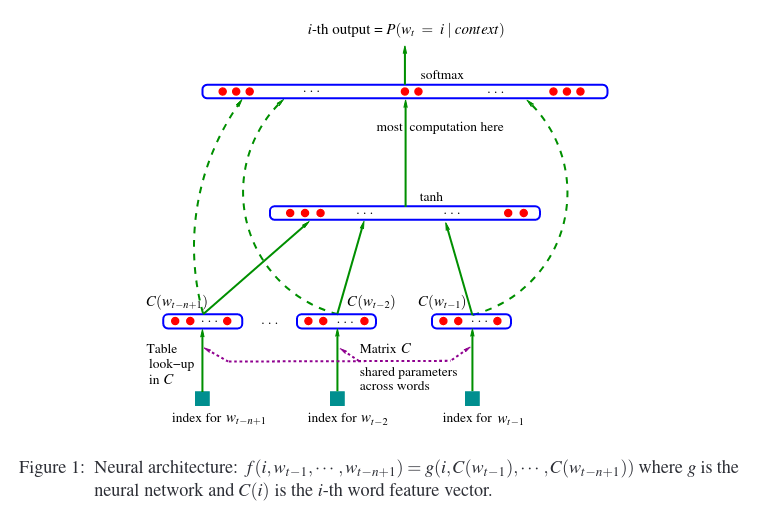 i-th output = P(w_t = i | context)
softmax
· · ·
· · ·
most computation here
tanh
· · ·
· · ·
C(w_{t−n+1})
C(w_{t−2})
C(w_{t−1})
· · ·
· · ·
· · ·
· · ·
Table
look−up
in C
Matrix C
shared parameters
across words
index for w_{t−n+1}
index for w_{t−2}
index for w_{t−1}
Figure 1: Neural architecture: f(i, w_{t−1}, ··· , w_{t−n+1}) = g(i, C(w_{t−1}), ··· , C(w_{t−n+1})) where g is the
neural network and C(i) is the i-th word feature vector.